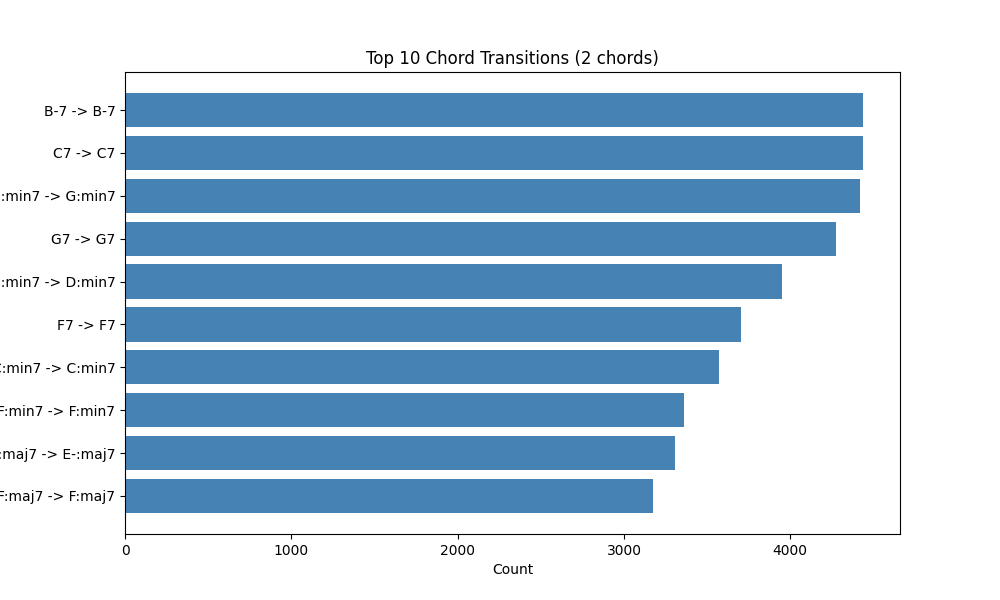 Top 10 Chord Transitions (2 chords)
B-7 -> B-7
C7 -> C7
:min7 -> G:min7
G7 -> G7
:min7 -> D:min7
F7 -> F7
C:min7 -> C:min7
F:min7 -> F:min7
:maj7 -> E-:maj7
F:maj7 -> F:maj7
0 1000 2000 3000 4000
Count